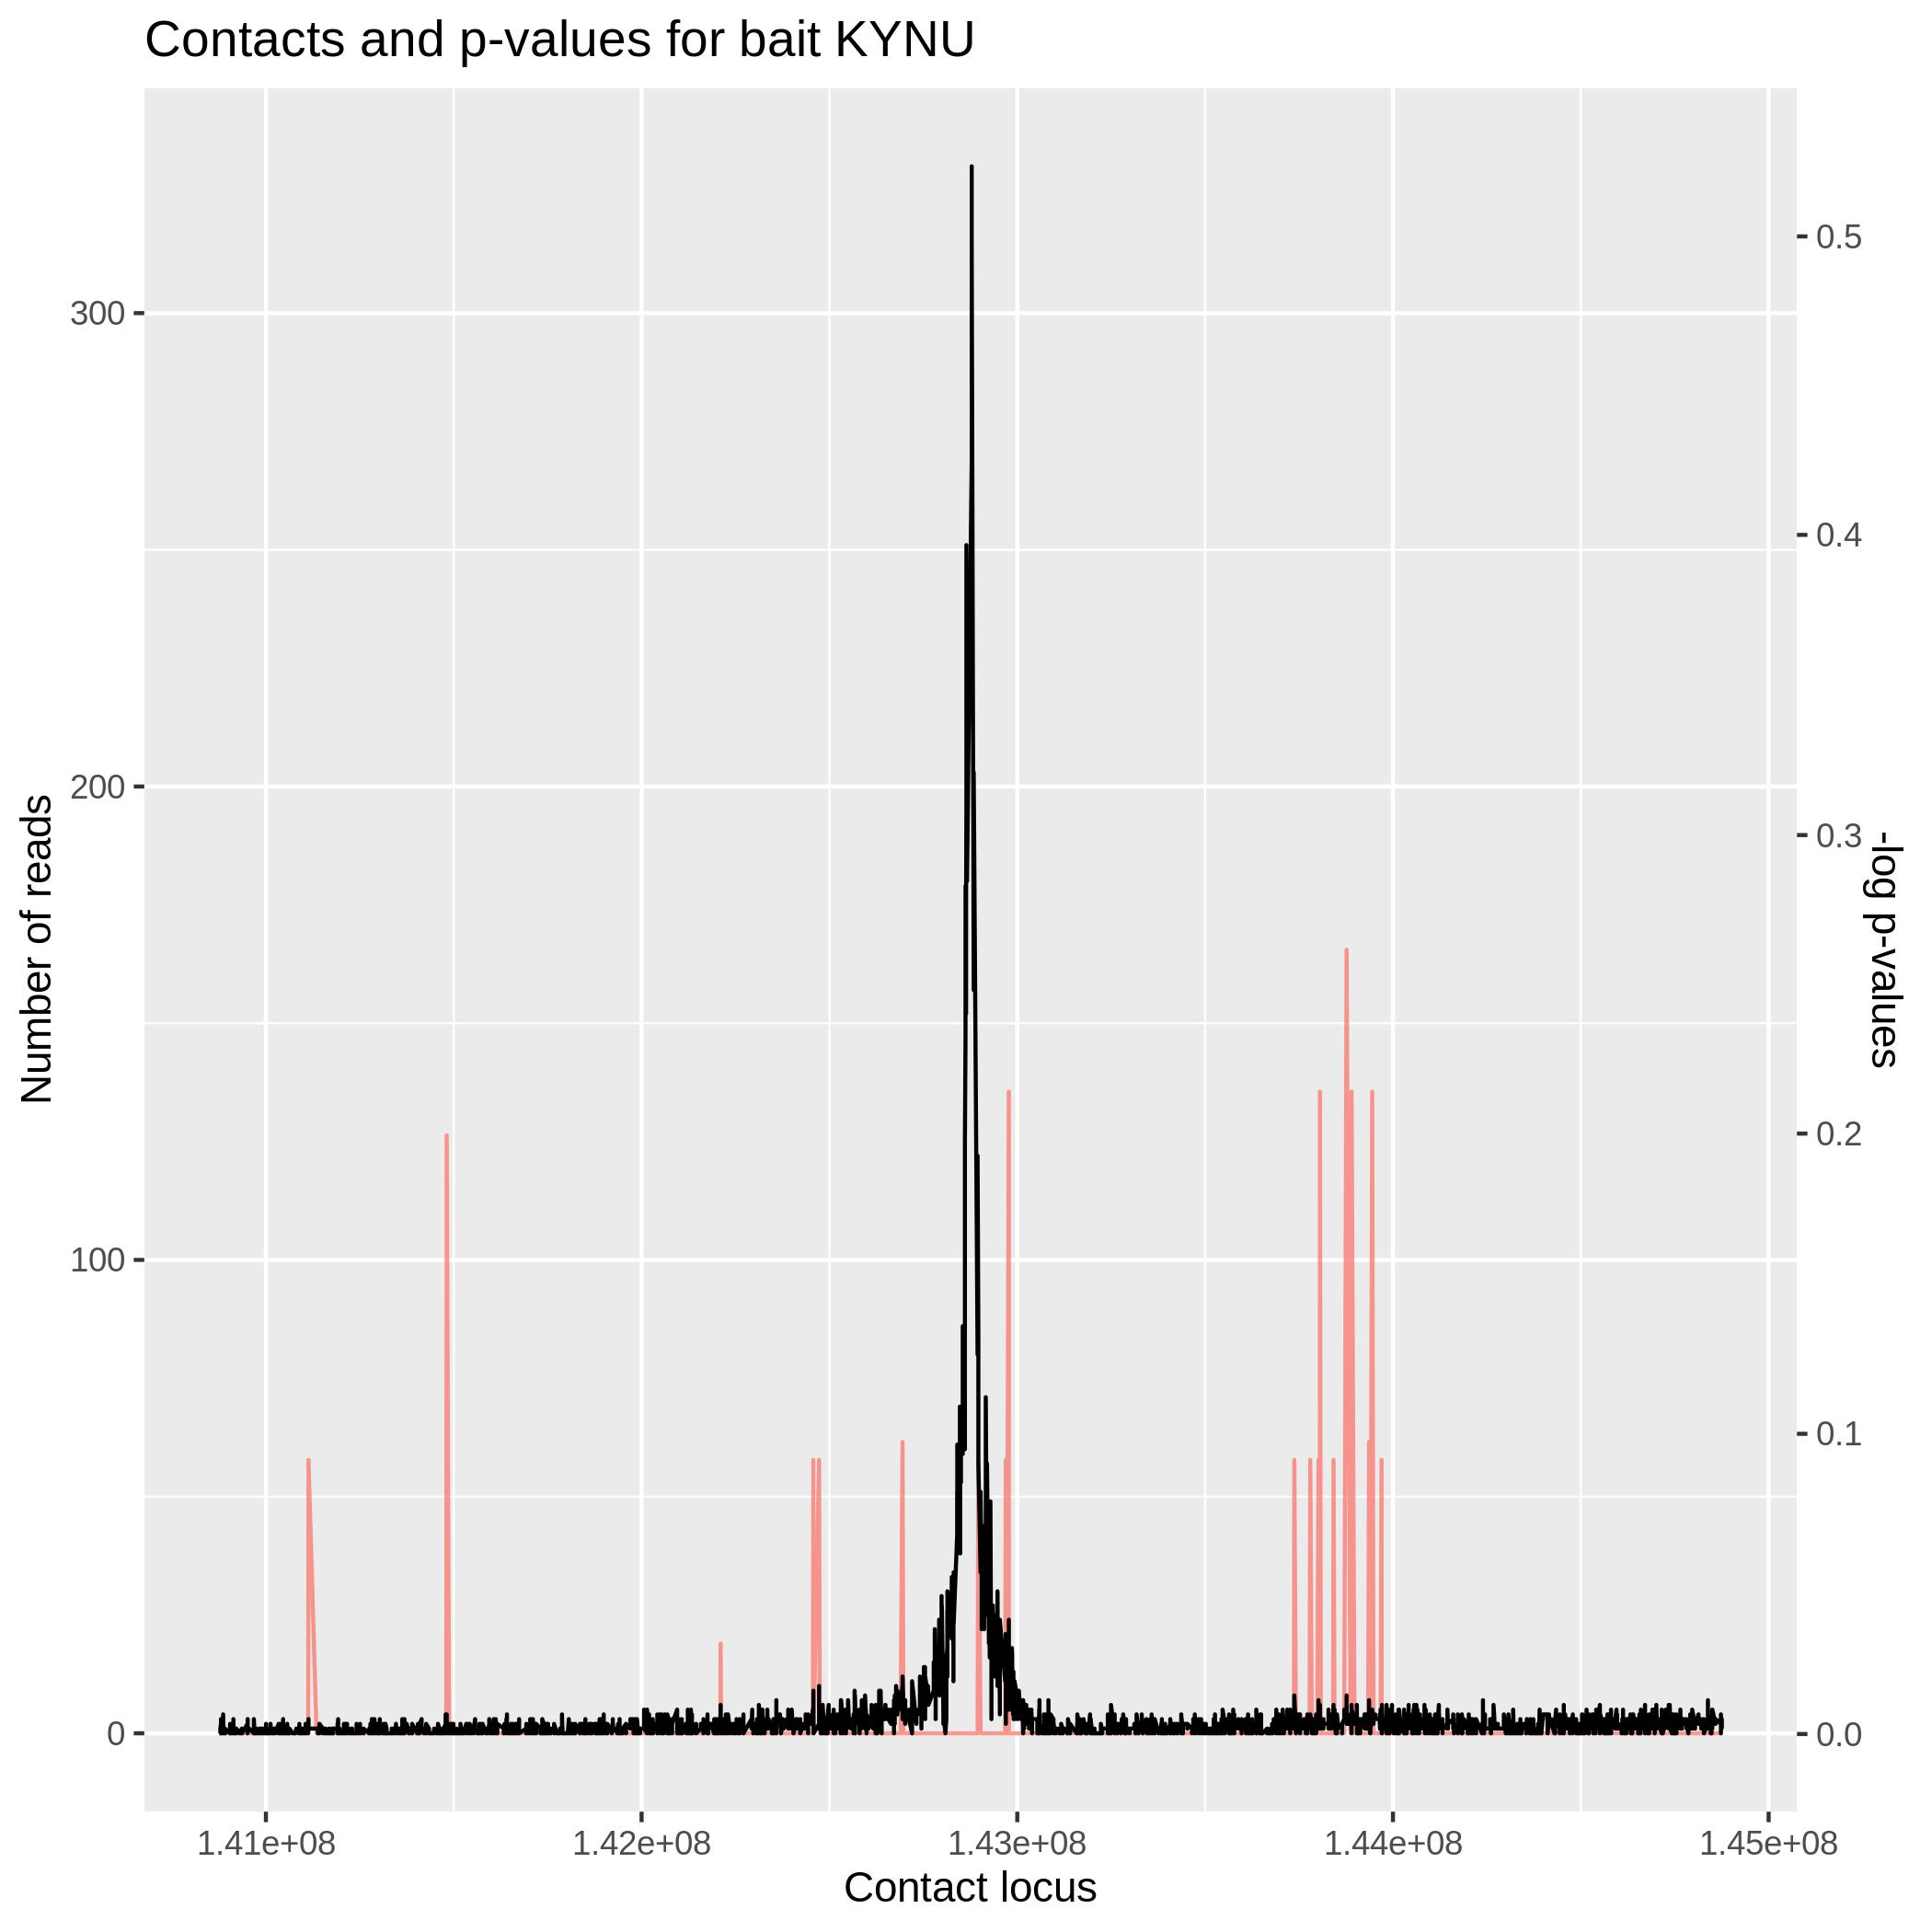 Contacts and p-values for bait KYNU
Number of reads
300
200
100
0
0.5
0.4
0.3
0.2
0.1
0.0
-log p-values
1.41e+08 1.42e+08 1.43e+08 1.44e+08 1.45e+08
Contact locus